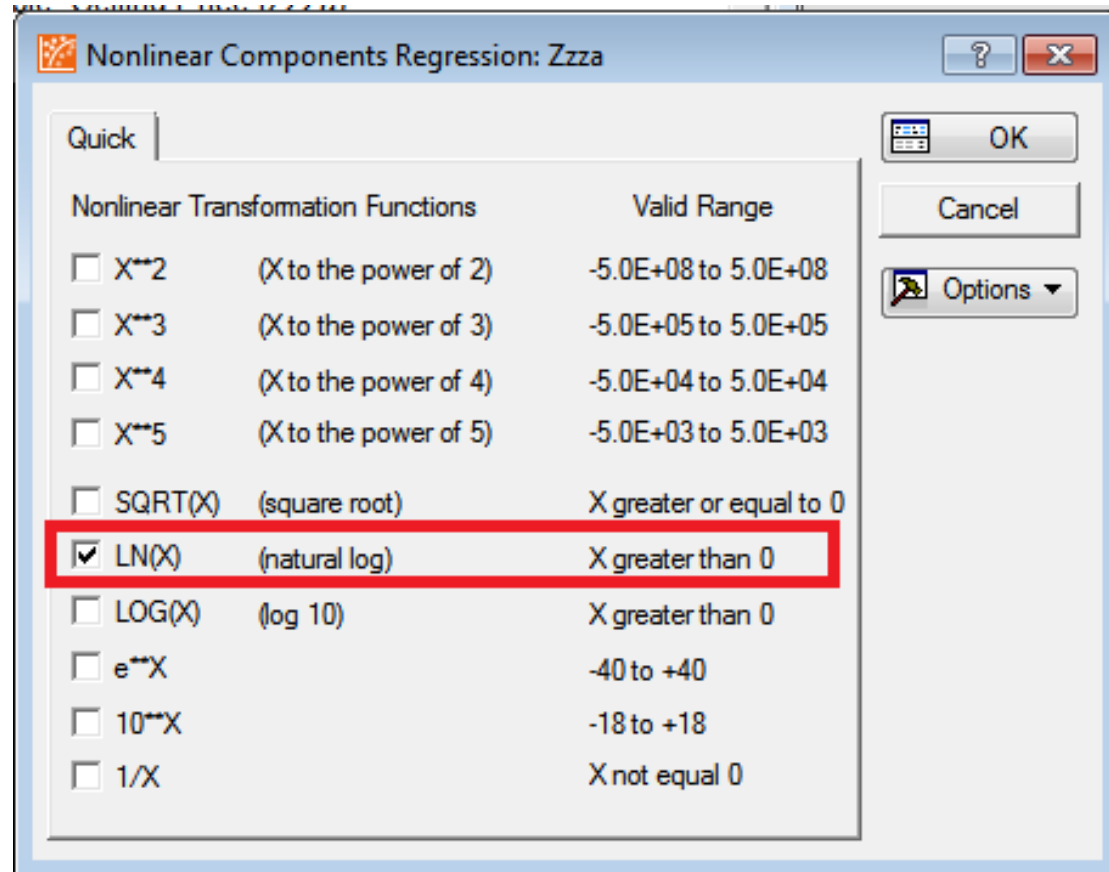 Nonlinear Components Regression: Zzza
Quick
OK
Nonlinear Transformation Functions Valid Range
Cancel
X**2 (X to the power of 2) -5.0E+08 to 5.0E+08
Options
X**3 (X to the power of 3) -5.0E+05 to 5.0E+05
X**4 (X to the power of 4) -5.0E+04 to 5.0E+04
X**5 (X to the power of 5) -5.0E+03 to 5.0E+03
SQRT(X) (square root) X greater or equal to 0
LN(X) (natural log) X greater than 0
LOG(X) (log 10) X greater than 0
e**X -40 to +40
10**X -18 to +18
1/X X not equal 0